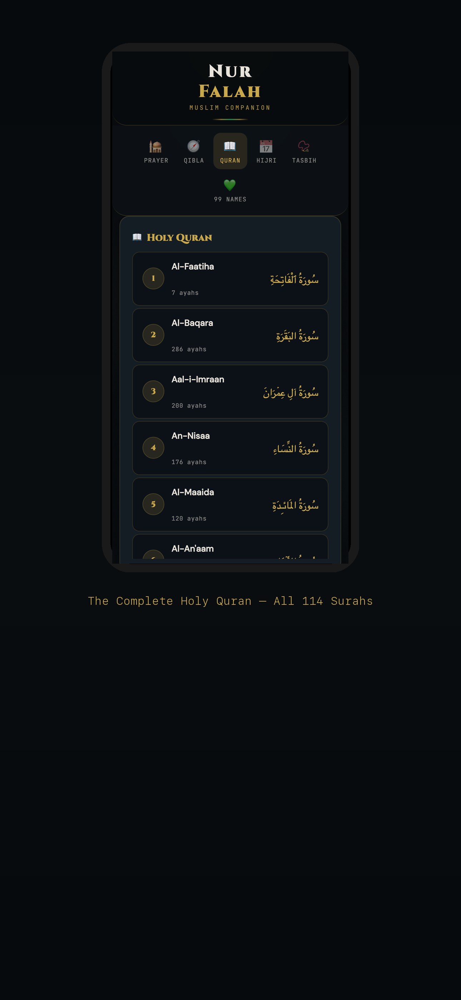 NUR
FALAH
MUSLIM COMPANION
PRAYER
QIBLA
QURAN
JUL
17
HIJRI
TASBIH
99 NAMES
HOLY QURAN
1
Al-Faatiha
سُورَةُ ٱلْفَاتِحَةِ
7 ayahs
2
Al-Baqara
سُورَةُ البَقَرَةِ
286 ayahs
3
Aal-i-Imraan
سُورَةُ آلِ عِمۡرَانَ
200 ayahs
4
An-Nisaa
سُورَةُ النِّسَاءِ
176 ayahs
5
Al-Maaida
سُورَةُ المَائـِدَةِ
120 ayahs
Al-An'aam
The Complete Holy Quran — All 114 Surahs